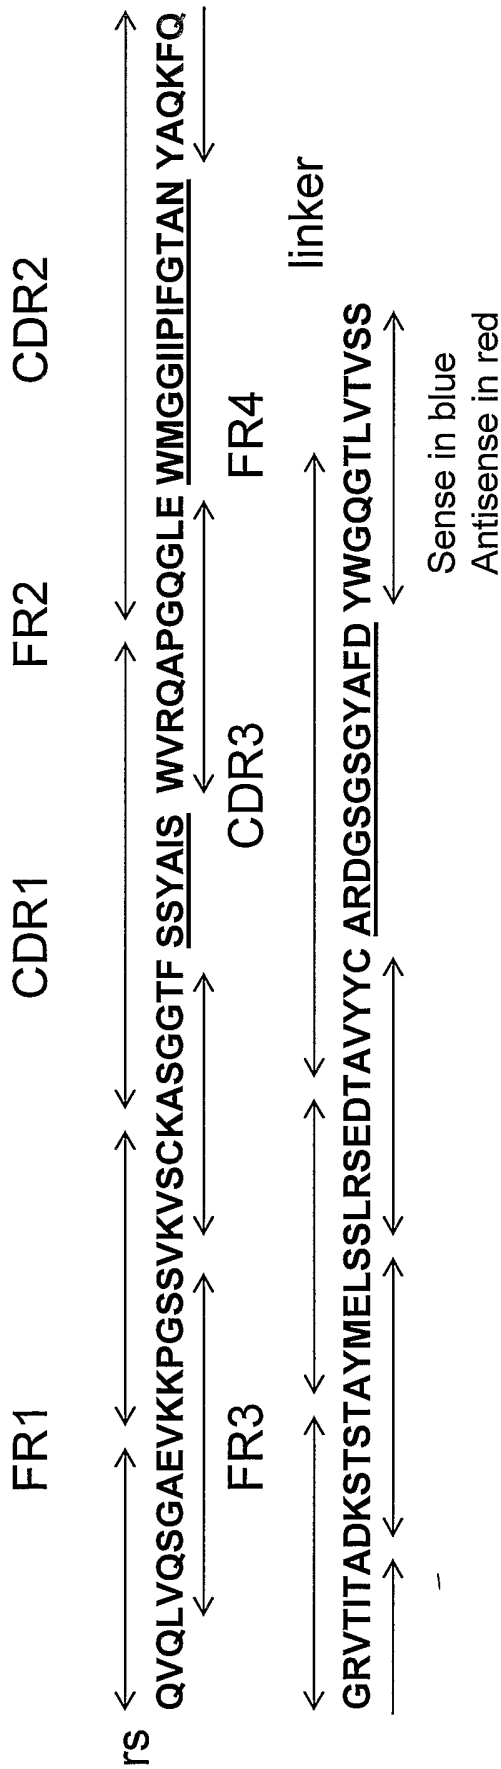 FR1 CDR1 FR2 CDR2
rs
QVQLVQSGAEVKKPGSSVKVSCKASGGTF SSYAIS WVRQAPGQGLE WMGGIIPIFGTAN YAQKFQ
FR3 CDR3 FR4 linker
GRVTITADKSTSTAYMELSSLRSEDTAVYYC ARDGSGSGYAFD YWGQGTLVTVSS
Sense in blue
Antisense in red